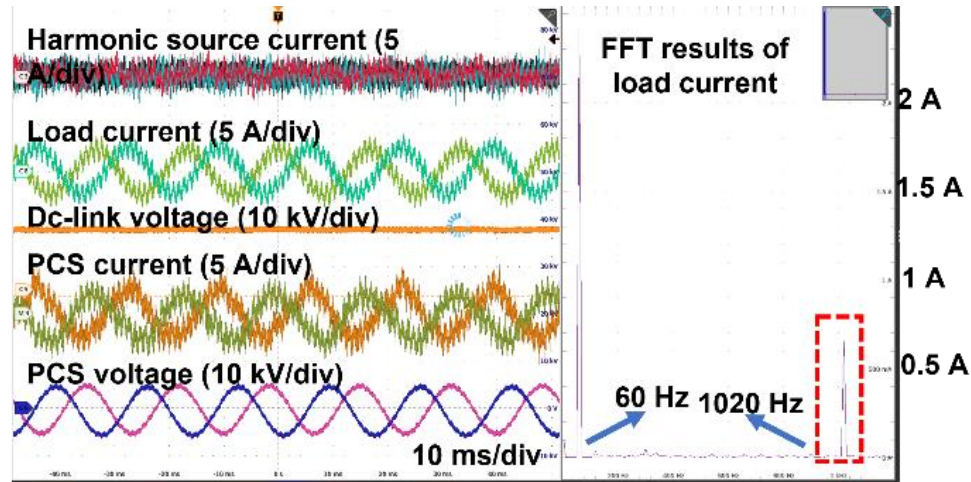 Harmonic source current (5
A/div)
Load current (5 A/div)
Dc-link voltage (10 kV/div)
PCS current (5 A/div)
PCS voltage (10 kV/div)
10 ms/div
FFT results of
load current
2 A
1.5 A
1 A
0.5 A
60 Hz
1020 Hz